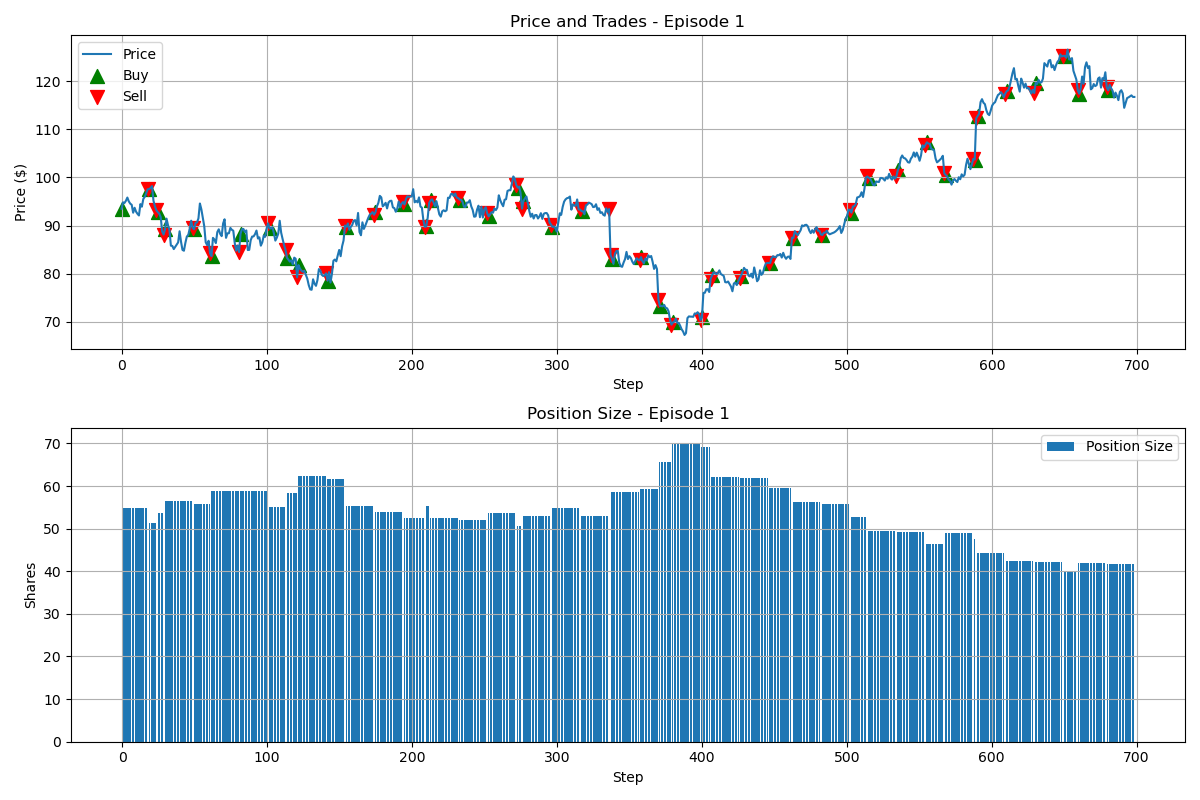 Price and Trades - Episode 1
Price
Buy
Sell
Price ($)
120
110
100
90
80
70
0 100 200 300 400 500 600 700
Step
Position Size - Episode 1
Position Size
Shares
70
60
50
40
30
20
10
0
0 100 200 300 400 500 600 700
Step